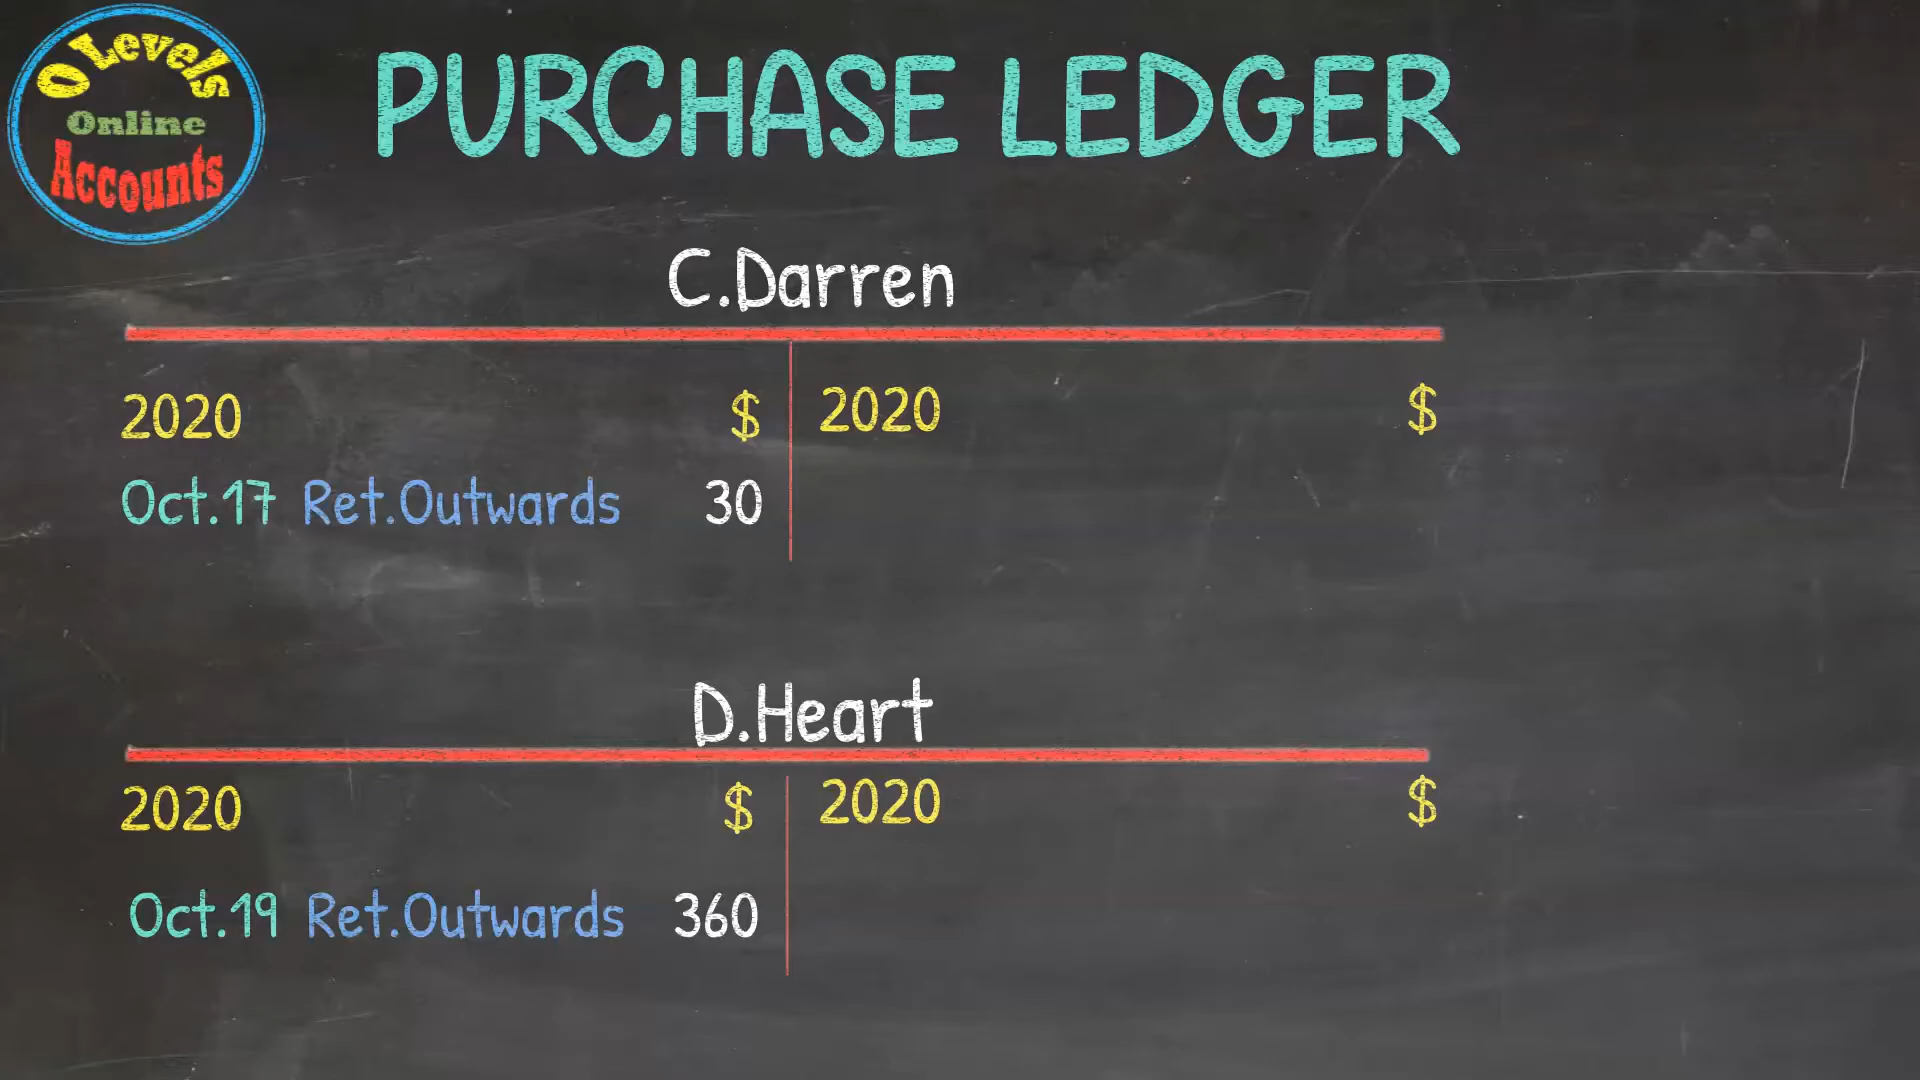 O Levels
Online
Accounts
PURCHASE LEDGER
C.Darren
2020 $ 2020 $
Oct.17 Ret.Outwards 30
D.Heart
2020 $ 2020 $
Oct.19 Ret.Outwards 360